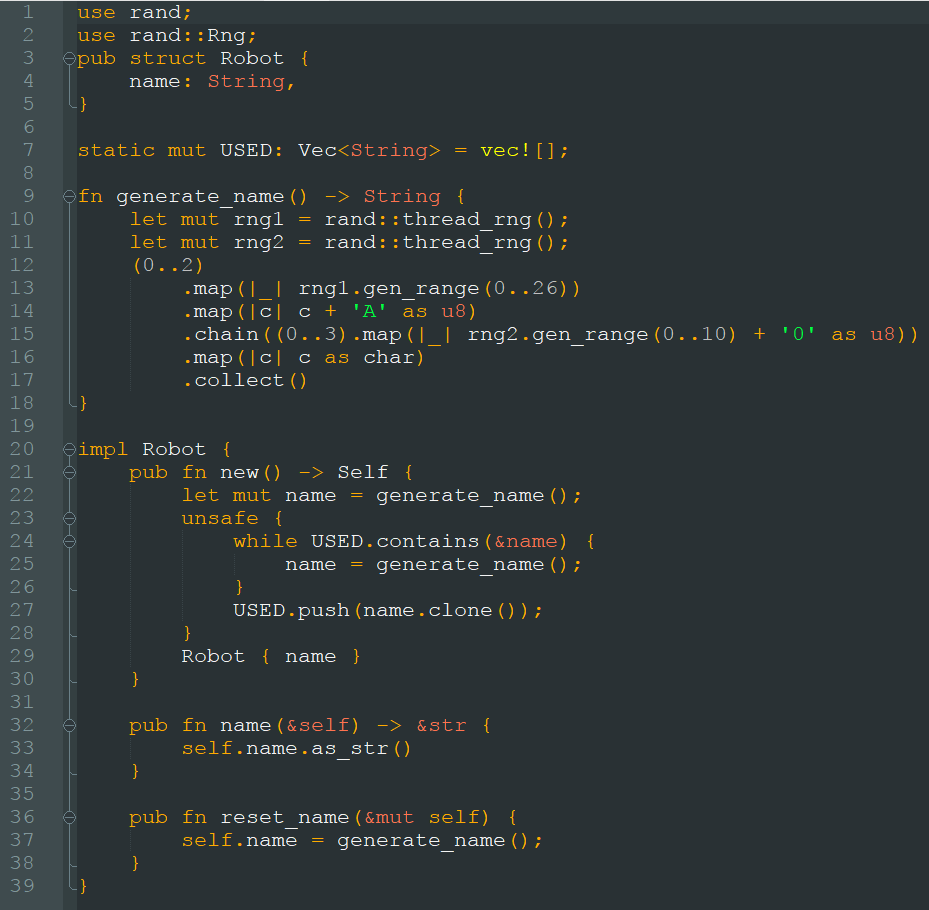 1 use rand;
2 use rand::Rng;
3 pub struct Robot {
4     name: String,
5 }
6
7 static mut USED: Vec<String> = vec![];
8
9 fn generate_name() -> String {
10     let mut rng1 = rand::thread_rng();
11     let mut rng2 = rand::thread_rng();
12     (0..2)
13         .map(|_| rng1.gen_range(0..26))
14         .map(|c| c + 'A' as u8)
15         .chain((0..3).map(|_| rng2.gen_range(0..10) + '0' as u8))
16         .map(|c| c as char)
17         .collect()
18 }
19
20 impl Robot {
21     pub fn new() -> Self {
22         let mut name = generate_name();
23         unsafe {
24             while USED.contains(&name) {
25                 name = generate_name();
26             }
27             USED.push(name.clone());
28         }
29         Robot { name }
30     }
31
32     pub fn name(&self) -> &str {
33         self.name.as_str()
34     }
35
36     pub fn reset_name(&mut self) {
37         self.name = generate_name();
38     }
39 }